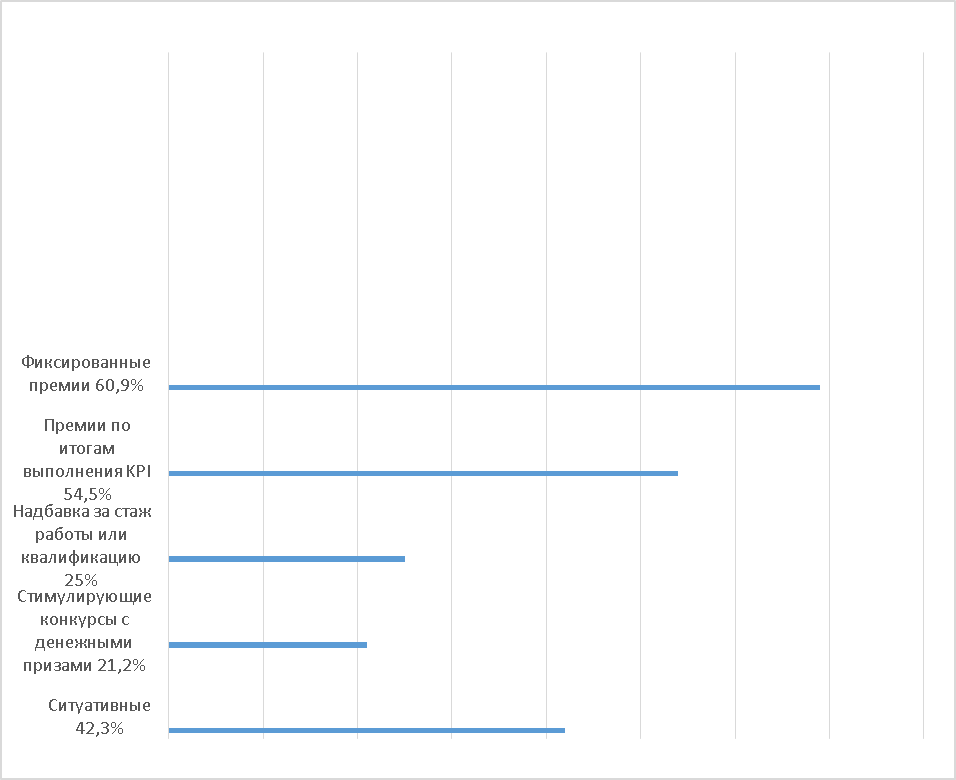 Фиксированные
премии 60,9%
Премии по
итогам
выполнения KPI
54,5%
Надбавка за стаж
работы или
квалификацию
25%
Стимулирующие
конкурсы с
денежными
призами 21,2%
Ситуативные
42,3%